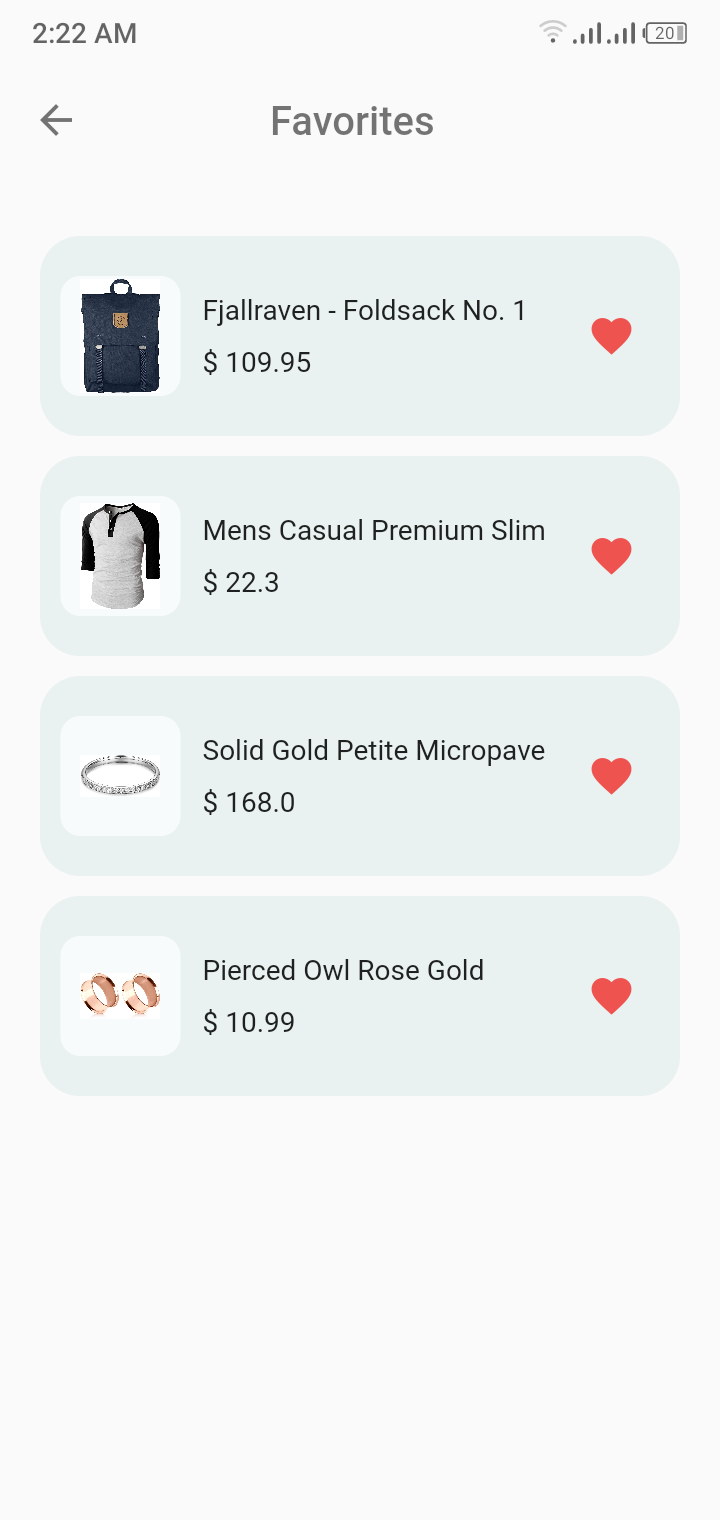 2:22 AM
20
Favorites
Fjallraven - Foldsack No. 1
$ 109.95
Mens Casual Premium Slim
$ 22.3
Solid Gold Petite Micropave
$ 168.0
Pierced Owl Rose Gold
$ 10.99